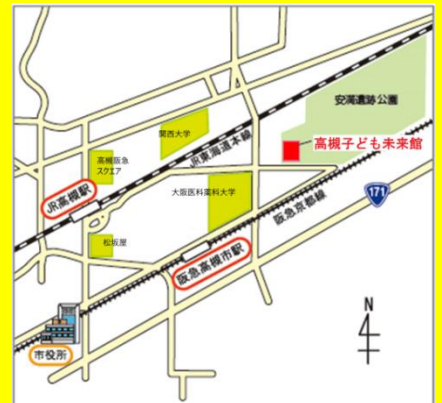 安満遺跡公園
高槻子ども未来館
関西大学
JR東海道本線
高槻阪急
スクエア
大阪医科薬科大学
JR高槻駅
171
阪急京都線
松坂屋
阪急高槻市駅
N
市役所